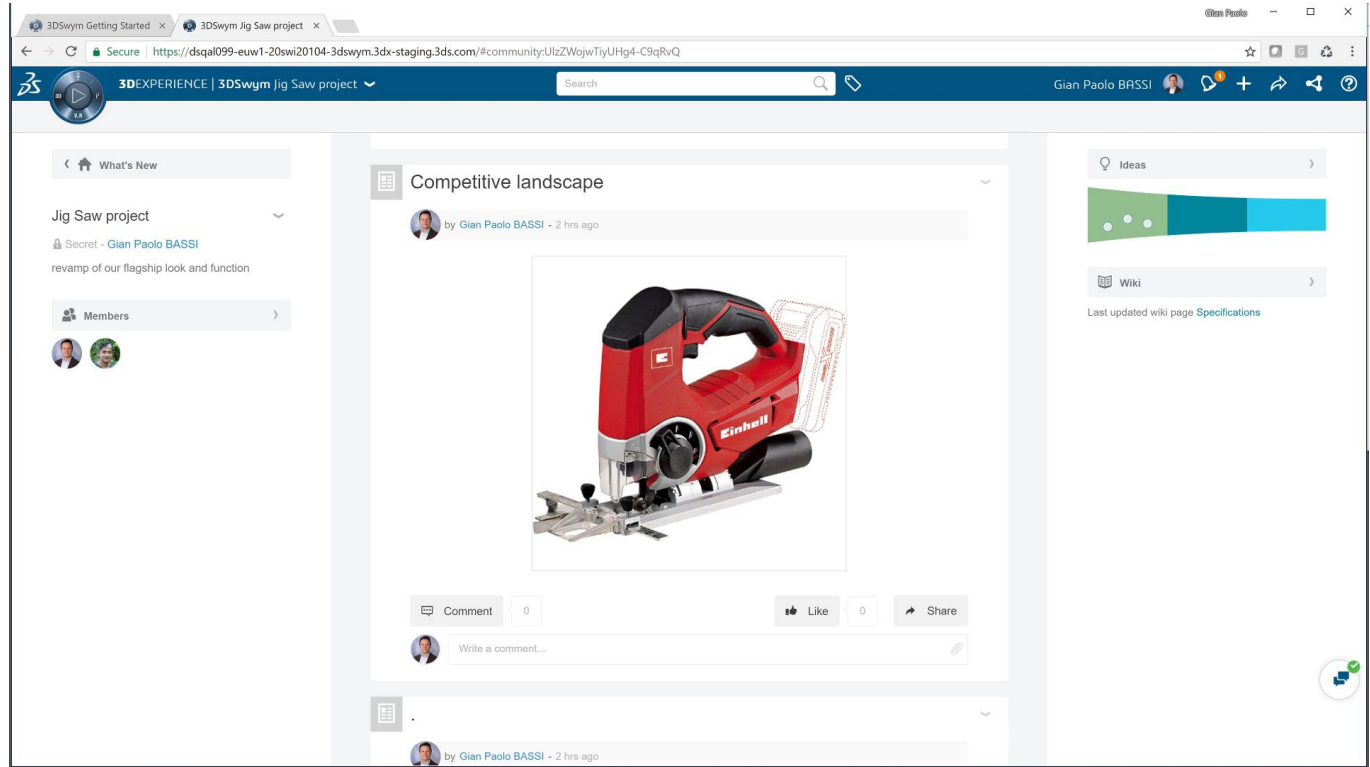 3DSwym Getting Started
3DSwym Jig Saw project
Gian Paolo
Secure
https://dsqal099-euw1-20swi20104-3dswym.3dx-staging.3ds.com/#community:UlzZWojwTiyUHg4-C9qRvQ
3DEXPERIENCE | 3DSwym Jig Saw project
Search
Gian Paolo BASSI
1
3D
V.R
What's New
Jig Saw project
Secret - Gian Paolo BASSI
revamp of our flagship look and function
Members
Competitive landscape
by Gian Paolo BASSI - 2 hrs ago
Einhell
Comment
0
Like
0
Share
Write a comment...
.
by Gian Paolo BASSI - 2 hrs ago
Ideas
Wiki
Last updated wiki page Specifications